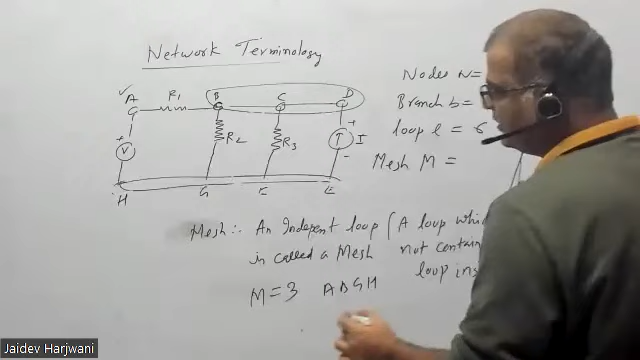 Network Terminology
Nodes N=
Branch b=
loop l = 6
Mesh M =
A
R1
B
C
D
V
R2
R3
I
I
H
G
F
E
Mesh:- An Indepent loop (A loop whic
is called a Mesh not contain
loop ins
M=3 ABGH
Jaidev Harjwani